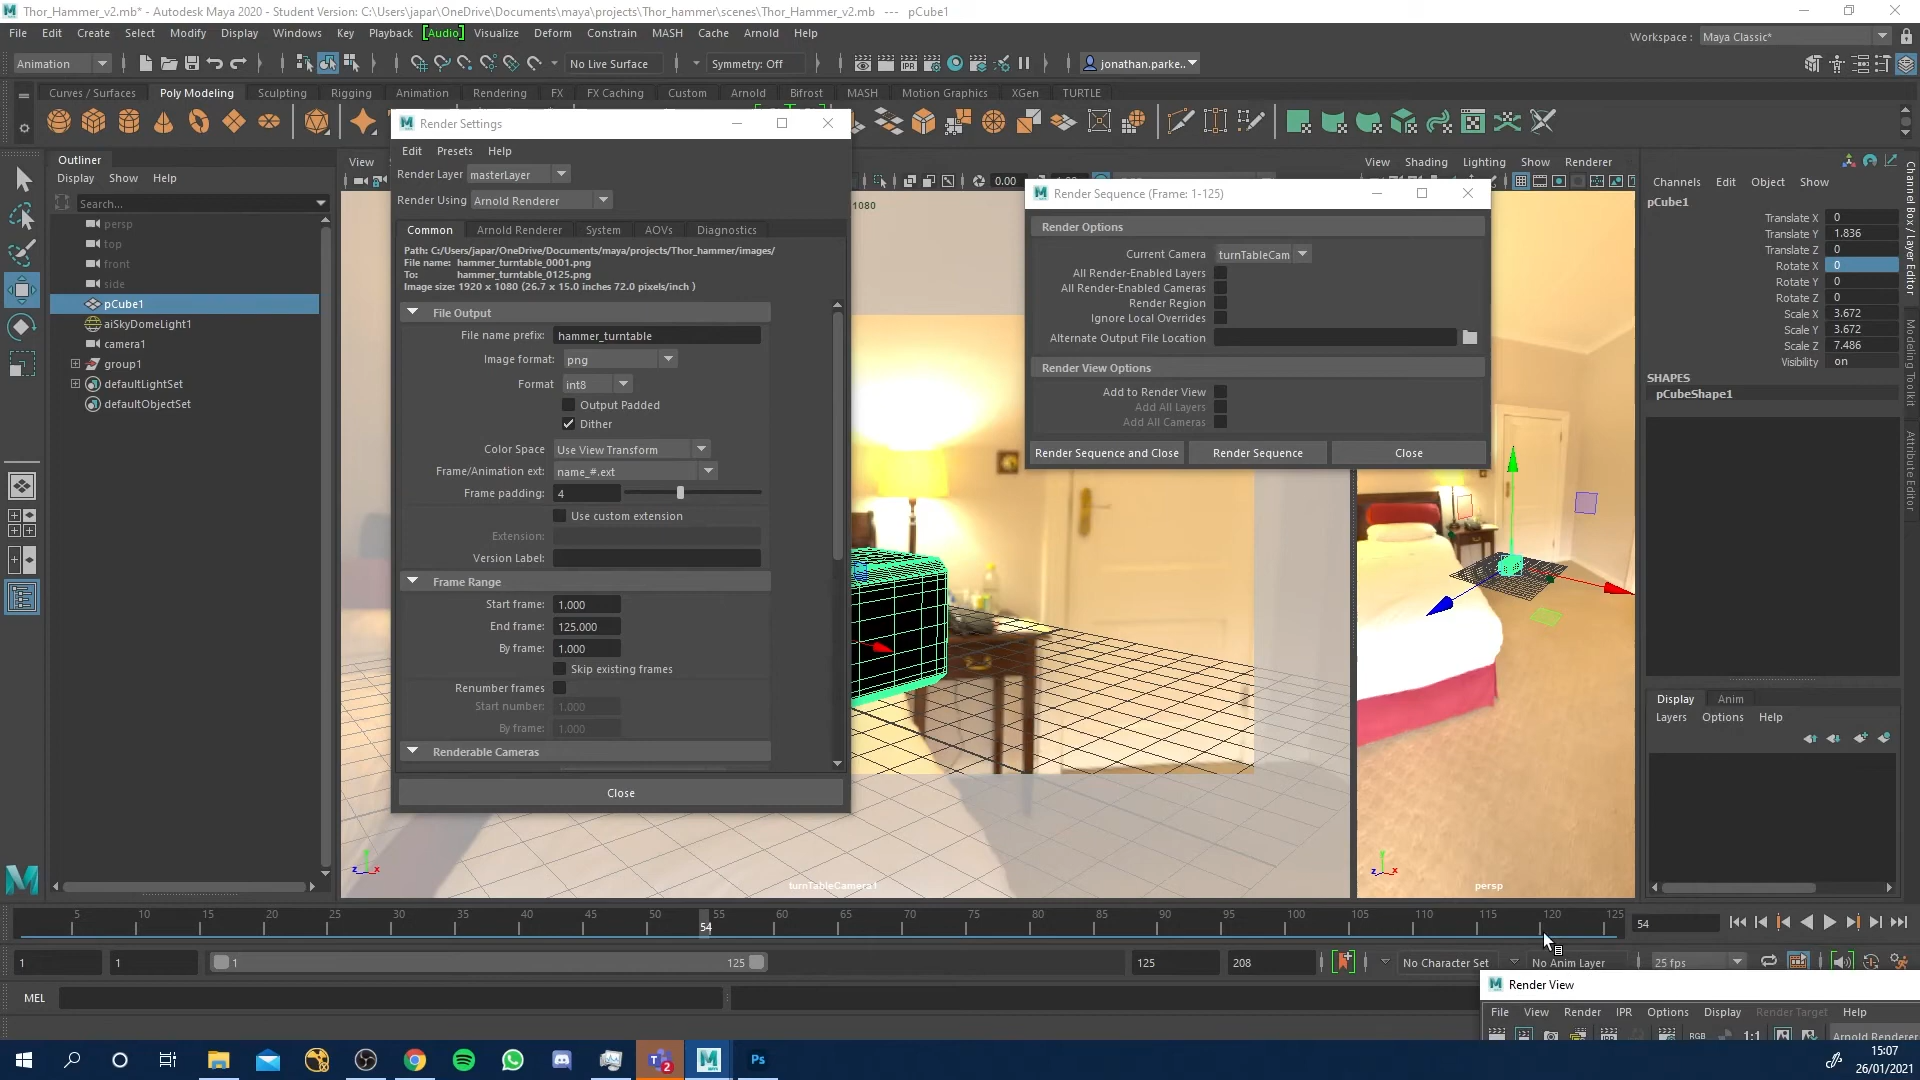 Thor_Hammer_v2.mb* - Autodesk Maya 2020 - Student Version: C:\Users\japar\OneDrive\Documents\maya\projects\Thor_hammer\scenes\Thor_Hammer_v2.mb --- pCube1
File Edit Create Select Modify Display Windows Key Playback [Audio] Visualize Deform Constrain MASH Cache Arnold Help
Workspace : Maya Classic*
Animation No Live Surface Symmetry: Off jonathan.parke..
Curves / Surfaces Poly Modeling Sculpting Rigging Animation Rendering FX FX Caching Custom Arnold Bifrost MASH Motion Graphics XGen TURTLE
Outliner
Display Show Help
Search...
persp
top
front
side
pCube1
aiSkyDomeLight1
camera1
group1
defaultLightSet
defaultObjectSet
View
Render Settings
Edit Presets Help
Render Layer masterLayer
Render Using Arnold Renderer
Common Arnold Renderer System AOVs Diagnostics
Path: C:/Users/japar/OneDrive/Documents/maya/projects/Thor_hammer/images/
File name: hammer_turntable_0001.png
To: hammer_turntable_0125.png
Image size: 1920 x 1080 (26.7 x 15.0 inches 72.0 pixels/inch )
File Output
File name prefix: hammer_turntable
Image format: png
Format int8
Output Padded
Dither
Color Space Use View Transform
Frame/Animation ext: name_#.ext
Frame padding: 4
Use custom extension
Extension:
Version Label:
Frame Range
Start frame: 1.000
End frame: 125.000
By frame: 1.000
Skip existing frames
Renumber frames
Start number: 1.000
By frame: 1.000
Renderable Cameras
Close
0.00
1080
turnTableCamera1
Render Sequence (Frame: 1-125)
Render Options
Current Camera turnTableCam
All Render-Enabled Layers
All Render-Enabled Cameras
Render Region
Ignore Local Overrides
Alternate Output File Location
Render View Options
Add to Render View
Add All Layers
Add All Cameras
Render Sequence and Close Render Sequence Close
View Shading Lighting Show Renderer
persp
Channels Edit Object Show
pCube1
Translate X 0
Translate Y 1.836
Translate Z 0
Rotate X 0
Rotate Y 0
Rotate Z 0
Scale X 3.672
Scale Y 3.672
Scale Z 7.486
Visibility on
SHAPES
pCubeShape1
Display Anim
Layers Options Help
Channel Box / Layer Editor
Modeling Toolkit
Attribute Editor
5 10 15 20 25 30 35 40 45 50 55 60 65 70 75 80 85 90 95 100 105 110 115 120 125
54
54
1 1 1 125 125 208 No Character Set No Anim Layer 25 fps
MEL
Render View
File View Render IPR Options Display Render Target Help
RGB 1:1 Arnold Renderer
2
Ps
15:07
26/01/2021